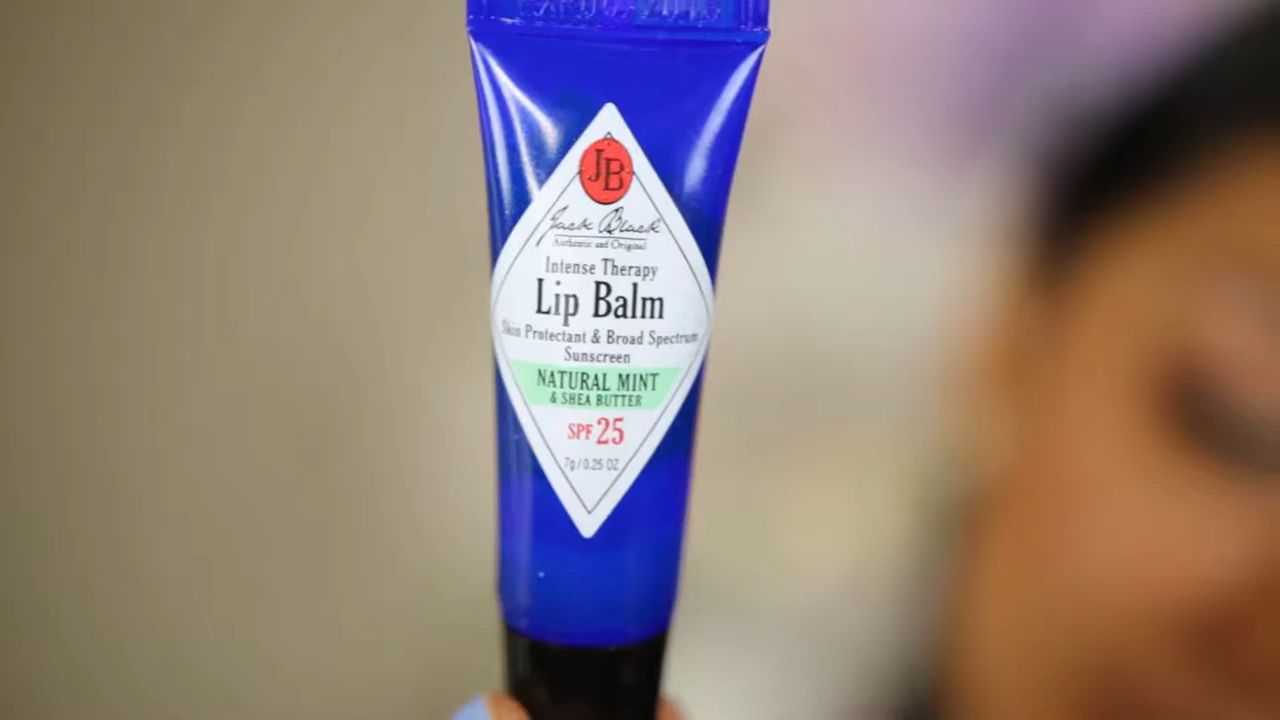 JB
Jack Black
Authentic and Original
Intense Therapy
Lip Balm
Skin Protectant & Broad Spectrum
Sunscreen
NATURAL MINT
& SHEA BUTTER
SPF 25
7g / 0.25 OZ